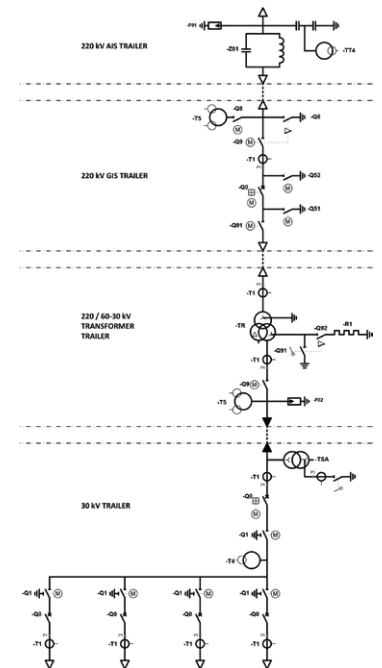 -F01
220 kV AIS TRAILER
-Z01
-TT4
-Q8
-T5
-Q8
M
-Q9 M
220 kV GIS TRAILER
-T1
-Q52
-Q0
M
M
-Q51
-Q91
M
-T1
220 / 60-30 kV
TRANSFORMER
TRAILER
-TR
-Q92
-R1
-Q91
-T1
-Q9 M
-T5
-F02
-TSA
-T1
-Q0
30 kV TRAILER
M
-Q1 M
-T4
-Q1 M -Q1 M -Q1 M -Q1 M
-Q0 -Q0 -Q0 -Q0
-T1 -T1 -T1 -T1